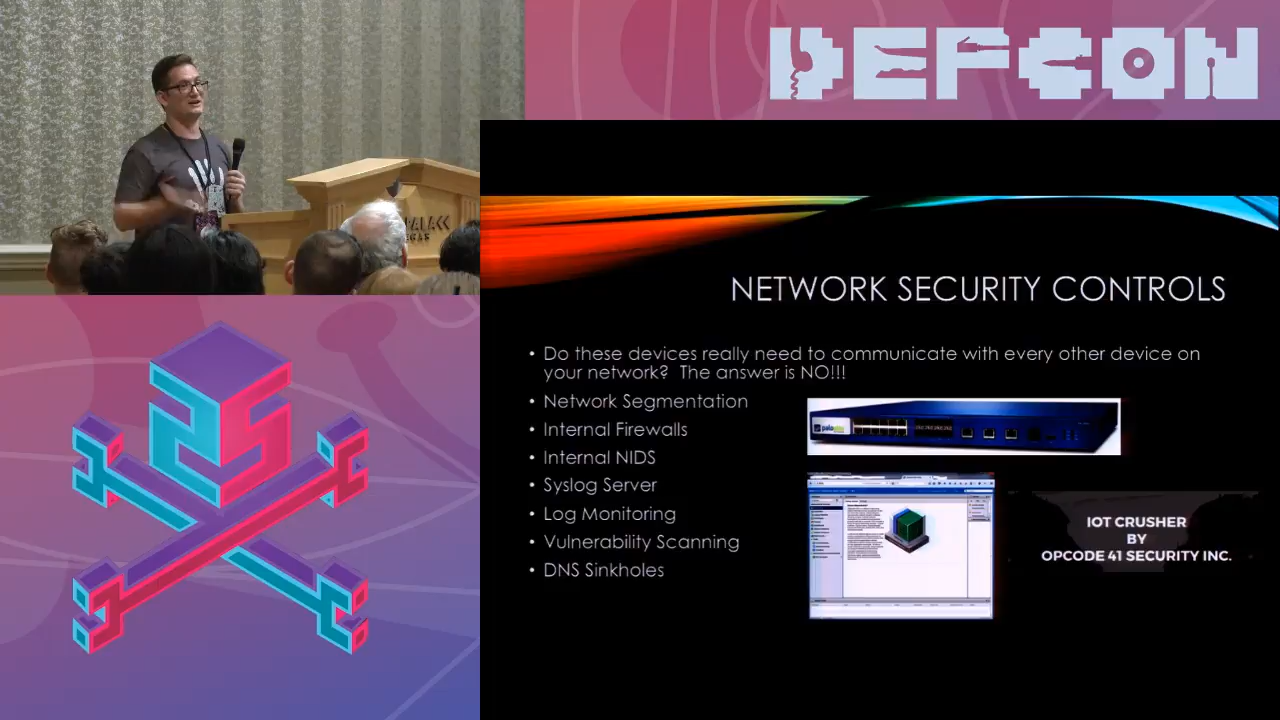 DEFCON
PALACE
NETWORK SECURITY CONTROLS
• Do these devices really need to communicate with every other device on
your network? The answer is NO!!!
• Network Segmentation
• Internal Firewalls
• Internal NIDS
• Syslog Server
• Log Monitoring
• Vulnerability Scanning
• DNS Sinkholes
paloalto
IOT CRUSHER
BY
OPCODE 41 SECURITY INC.